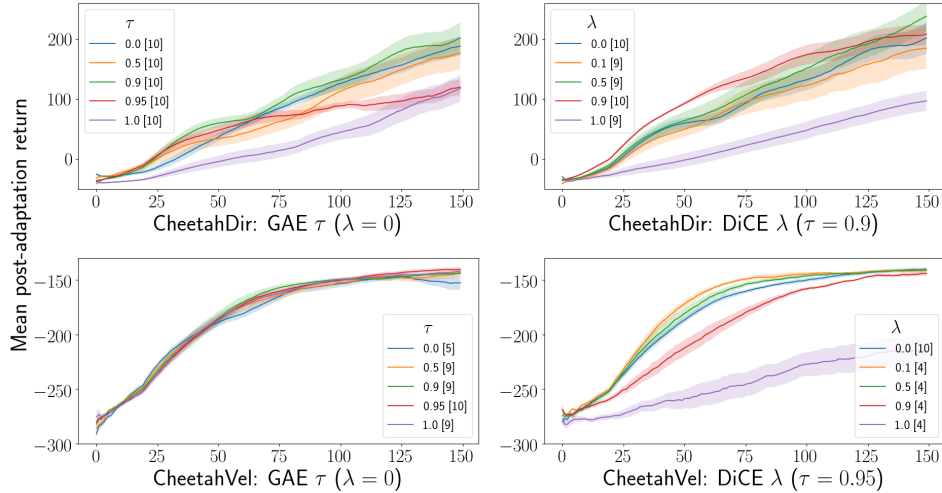 Mean post-adaptation return
200
100
0
τ
0.0 [10]
0.5 [10]
0.9 [10]
0.95 [10]
1.0 [10]
0 25 50 75 100 125 150
CheetahDir: GAE τ (λ = 0)
200
100
0
λ
0.0 [10]
0.1 [9]
0.5 [9]
0.9 [10]
1.0 [9]
0 25 50 75 100 125 150
CheetahDir: DiCE λ (τ = 0.9)
−150
−200
−250
−300
τ
0.0 [5]
0.5 [9]
0.9 [9]
0.95 [10]
1.0 [9]
0 25 50 75 100 125 150
CheetahVel: GAE τ (λ = 0)
−150
−200
−250
−300
λ
0.0 [10]
0.1 [4]
0.5 [4]
0.9 [4]
1.0 [4]
0 25 50 75 100 125 150
CheetahVel: DiCE λ (τ = 0.95)